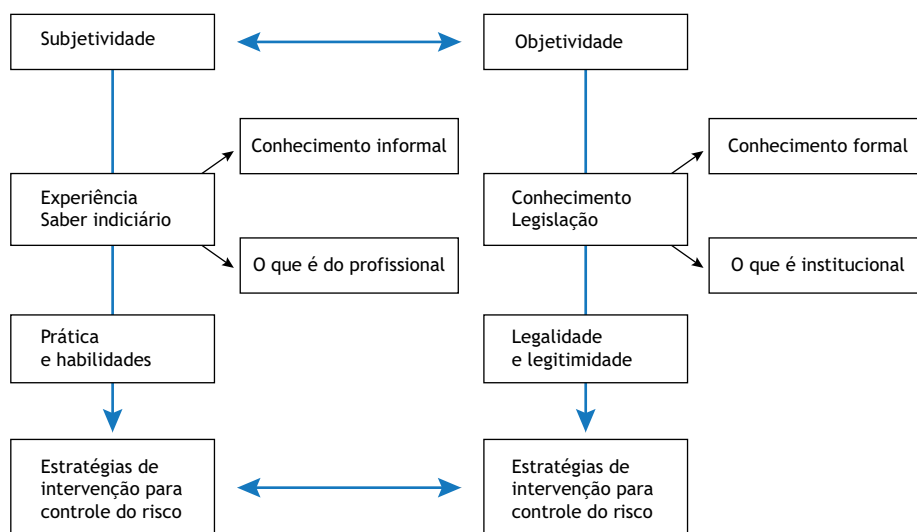 Subjetividade
Objetividade
Conhecimento informal
Conhecimento formal
Experiência
Saber indiciário
Conhecimento
Legislação
O que é do profissional
O que é institucional
Prática
e habilidades
Legalidade
e legitimidade
Estratégias de
intervenção para
controle do risco
Estratégias de
intervenção para
controle do risco